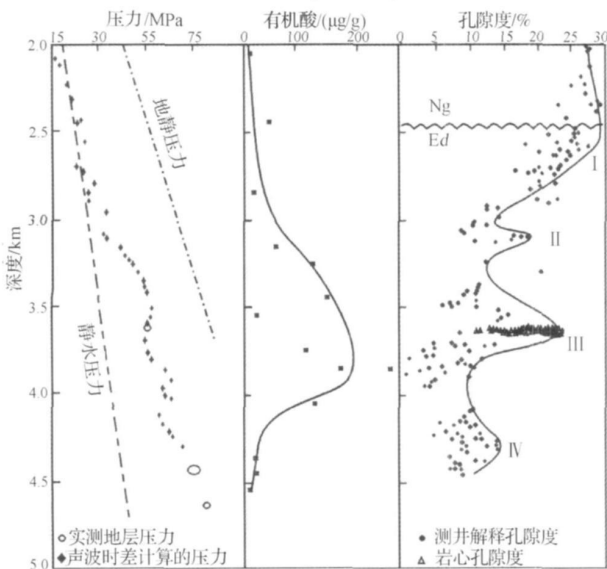 压力/MPa
15 35 55 75
有机酸/(μg/g)
0 100 200
孔隙度/%
0 5 10 15 20 25 30
深度/km
2.0
2.5
3.0
3.5
4.0
4.5
5.0
地静压力
静水压力
Ng
Ed
I
II
III
IV
实测地层压力
声波时差计算的压力
测井解释孔隙度
岩心孔隙度